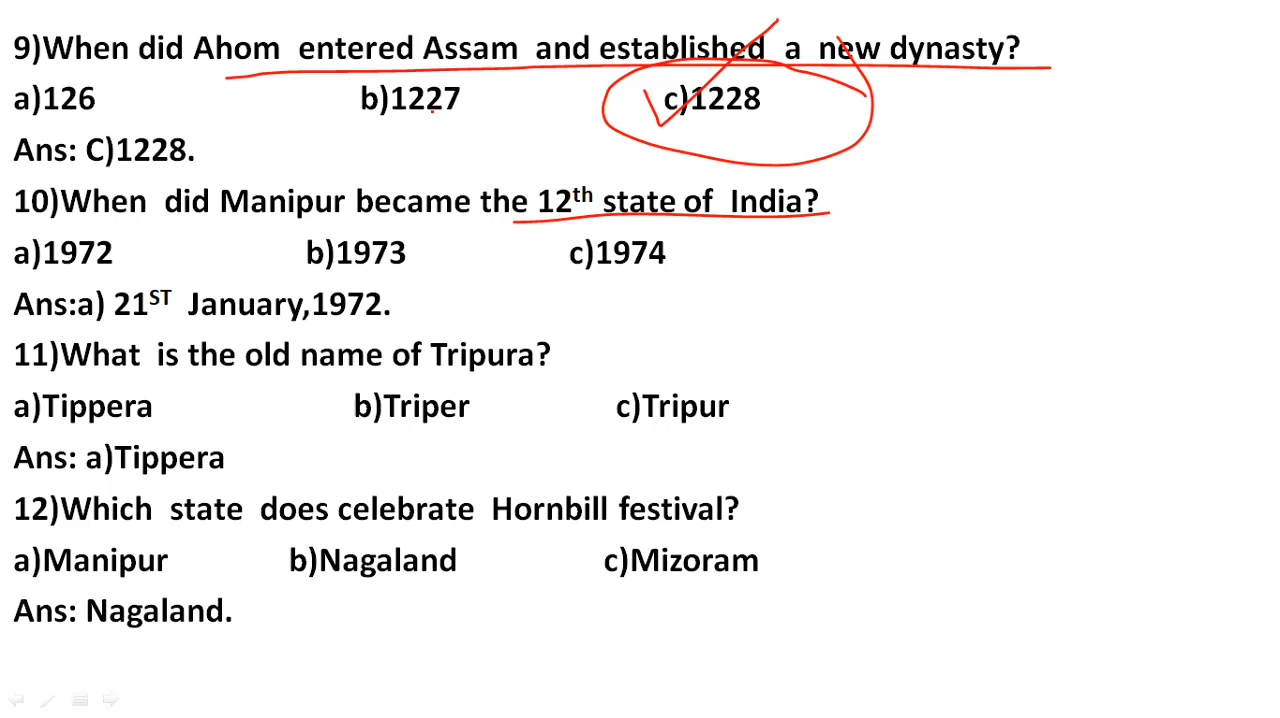 9)When did Ahom entered Assam and established a new dynasty?
a)126 b)1227 c)1228
Ans: C)1228.
10)When did Manipur became the 12th state of India?
a)1972 b)1973 c)1974
Ans:a) 21ST January,1972.
11)What is the old name of Tripura?
a)Tippera b)Triper c)Tripur
Ans: a)Tippera
12)Which state does celebrate Hornbill festival?
a)Manipur b)Nagaland c)Mizoram
Ans: Nagaland.